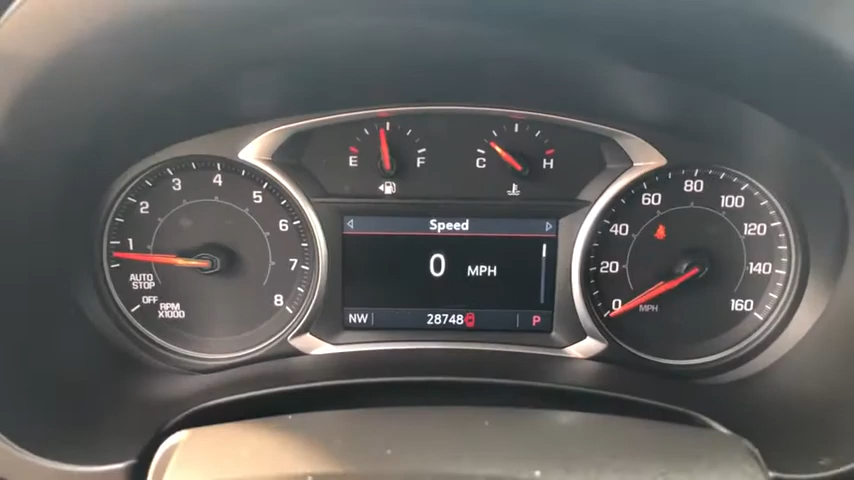 E F
C H
1 2 3 4 5 6 7 8
AUTO
STOP
OFF
RPM
X1000
Speed
0 MPH
NW 28748 P
0 20 40 60 80 100 120 140 160
MPH